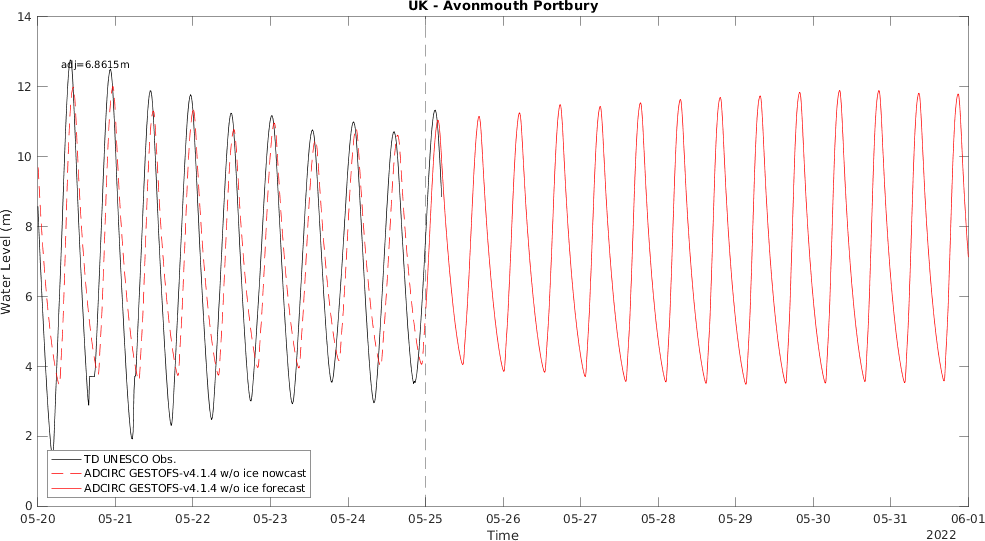 UK - Avonmouth Portbury
14
12
10
8
6
4
2
0
Water Level (m)
adj=6.8615m
TD UNESCO Obs.
ADCIRC GESTOFS-v4.1.4 w/o ice nowcast
ADCIRC GESTOFS-v4.1.4 w/o ice forecast
05-20 05-21 05-22 05-23 05-24 05-25 05-26 05-27 05-28 05-29 05-30 05-31 06-01
Time
2022